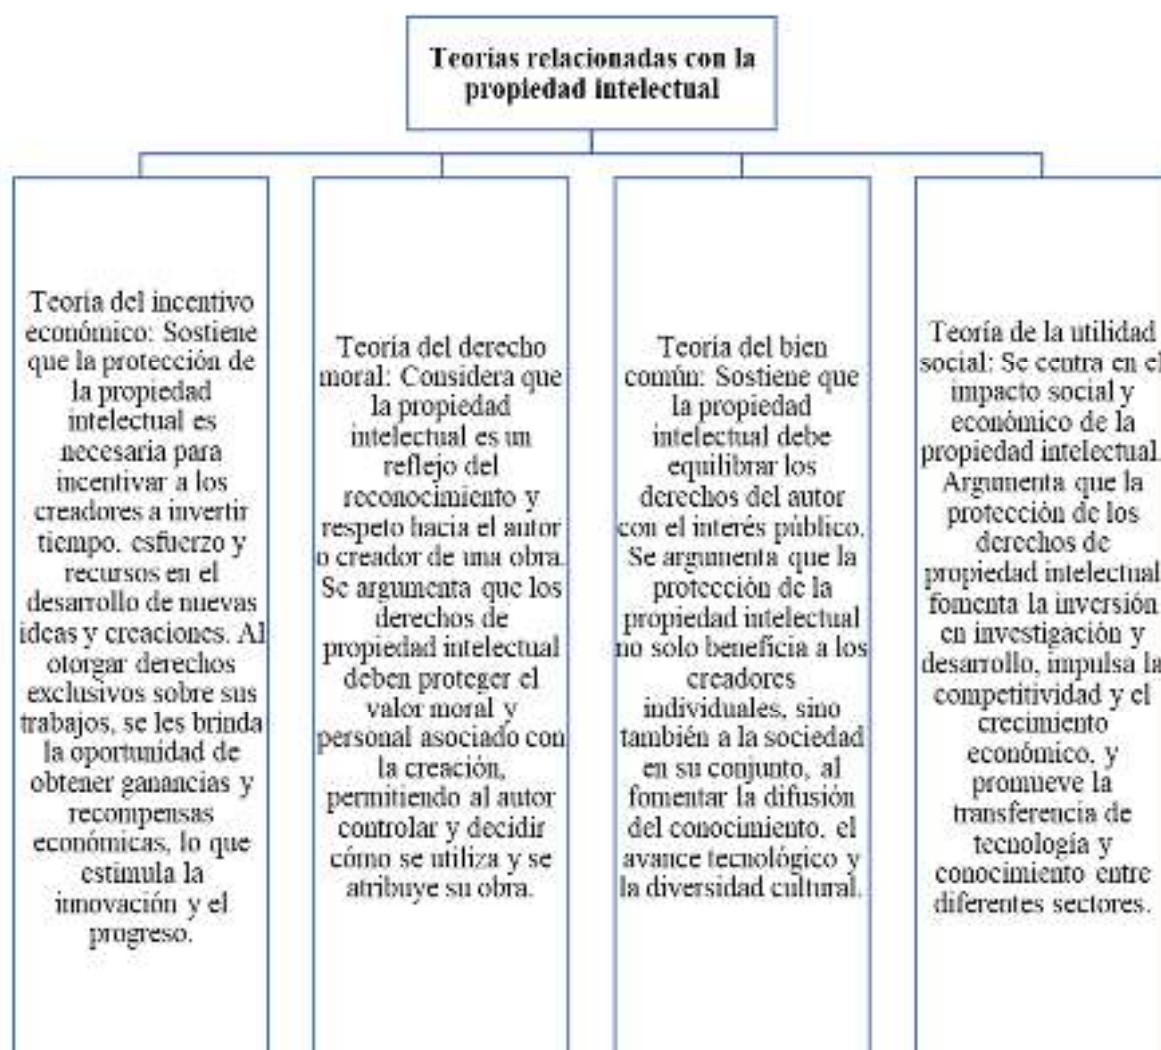 Teorías relacionadas con la
propiedad intelectual
Teoría del incentivo
económico: Sostiene
que la protección de
la propiedad
intelectual es
necesaria para
incentivar a los
creadores a invertir
tiempo, esfuerzo y
recursos en el
desarrollo de nuevas
ideas y creaciones. Al
otorgar derechos
exclusivos sobre sus
trabajos, se les brinda
la oportunidad de
obtener ganancias y
recompensas
económicas, lo que
estimula la
innovación y el
progreso.
Teoría del derecho
moral: Considera que
la propiedad
intelectual es un
reflejo del
reconocimiento y
respeto hacia el autor
o creador de una obra.
Se argumenta que los
derechos de
propiedad intelectual
deben proteger el
valor moral y
personal asociado con
la creación,
permitiendo al autor
controlar y decidir
cómo se utiliza y se
atribuye su obra.
Teoría del bien
común: Sostiene que
la propiedad
intelectual debe
equilibrar los
derechos del autor
con el interés público.
Se argumenta que la
protección de la
propiedad intelectual
no solo beneficia a los
creadores
individuales, sino
también a la sociedad
en su conjunto, al
fomentar la difusión
del conocimiento, el
avance tecnológico y
la diversidad cultural.
Teoría de la utilidad
social: Se centra en el
impacto social y
económico de la
propiedad intelectual.
Argumenta que la
protección de los
derechos de
propiedad intelectual
fomenta la inversión
en investigación y
desarrollo, impulsa la
competitividad y el
crecimiento
económico, y
promueve la
transferencia de
tecnología y
conocimiento entre
diferentes sectores.